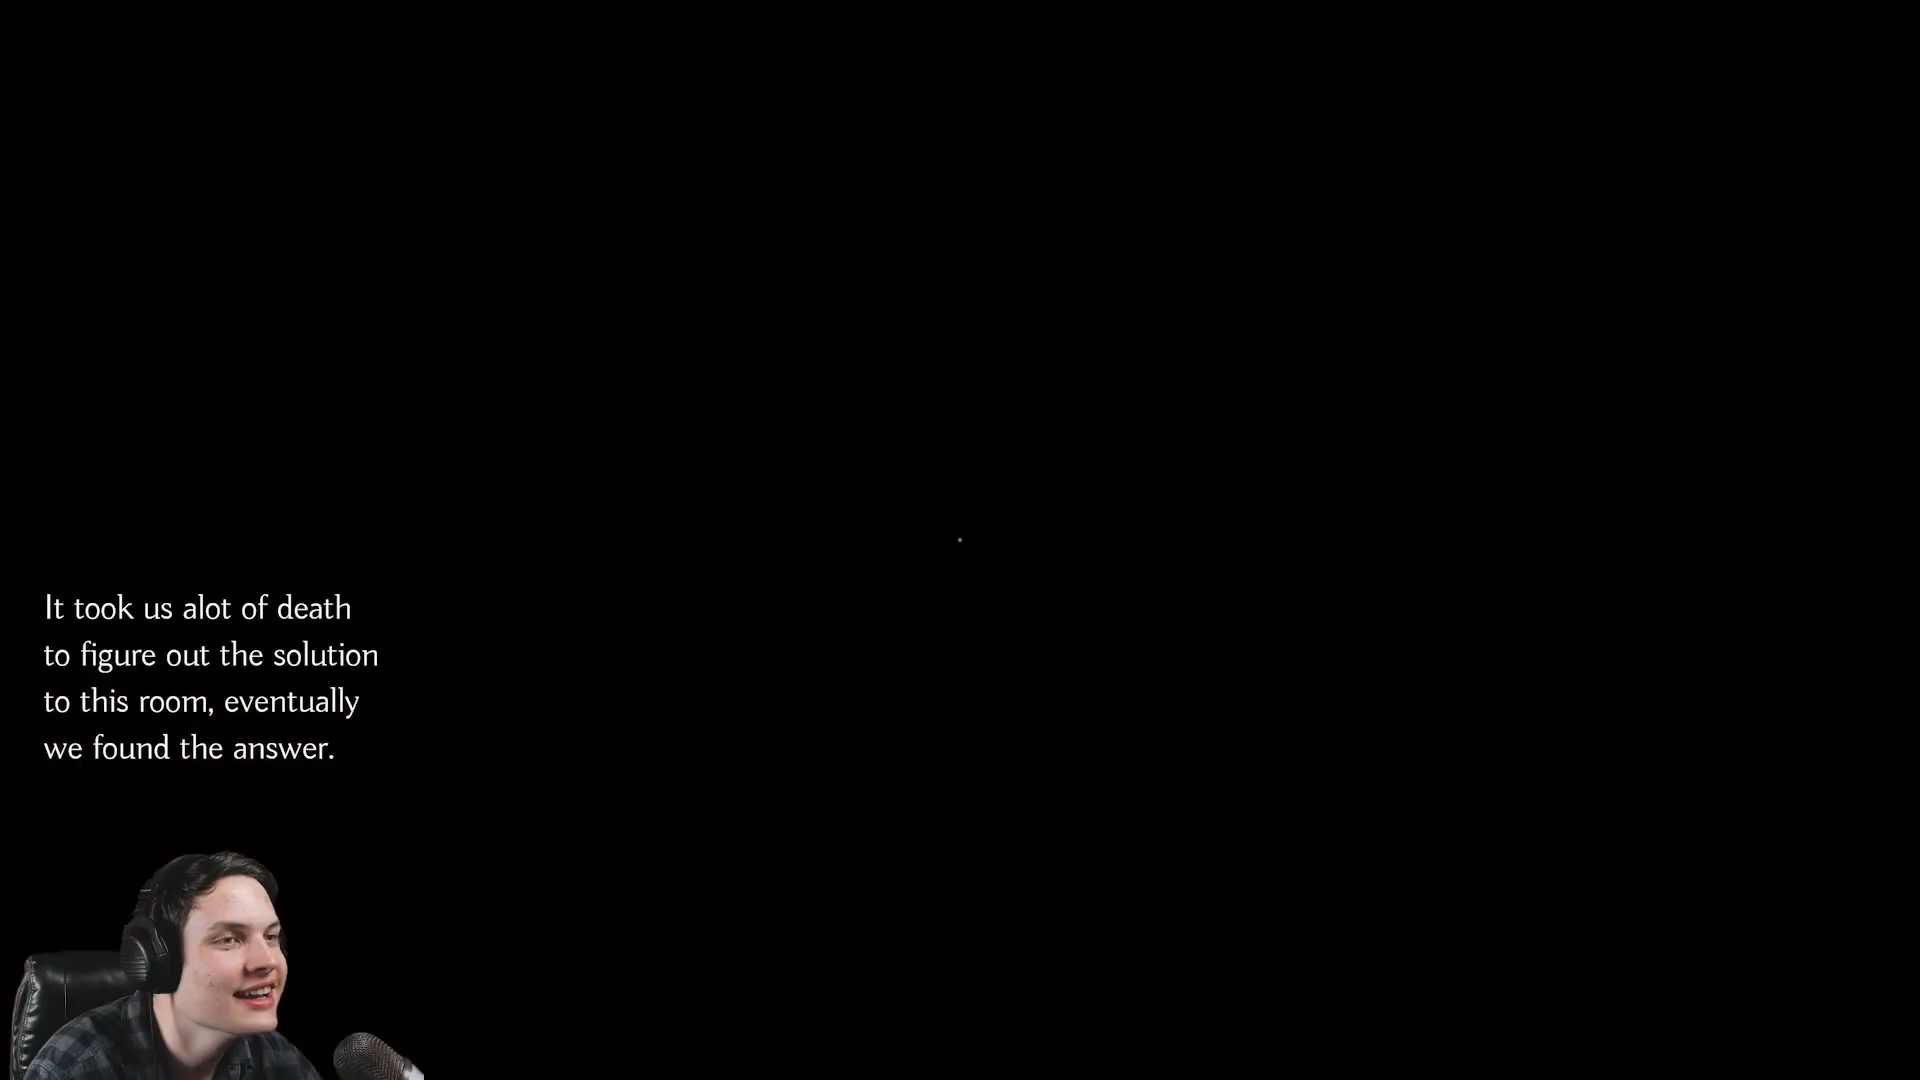 It took us alot of death
to figure out the solution
to this room, eventually
we found the answer.